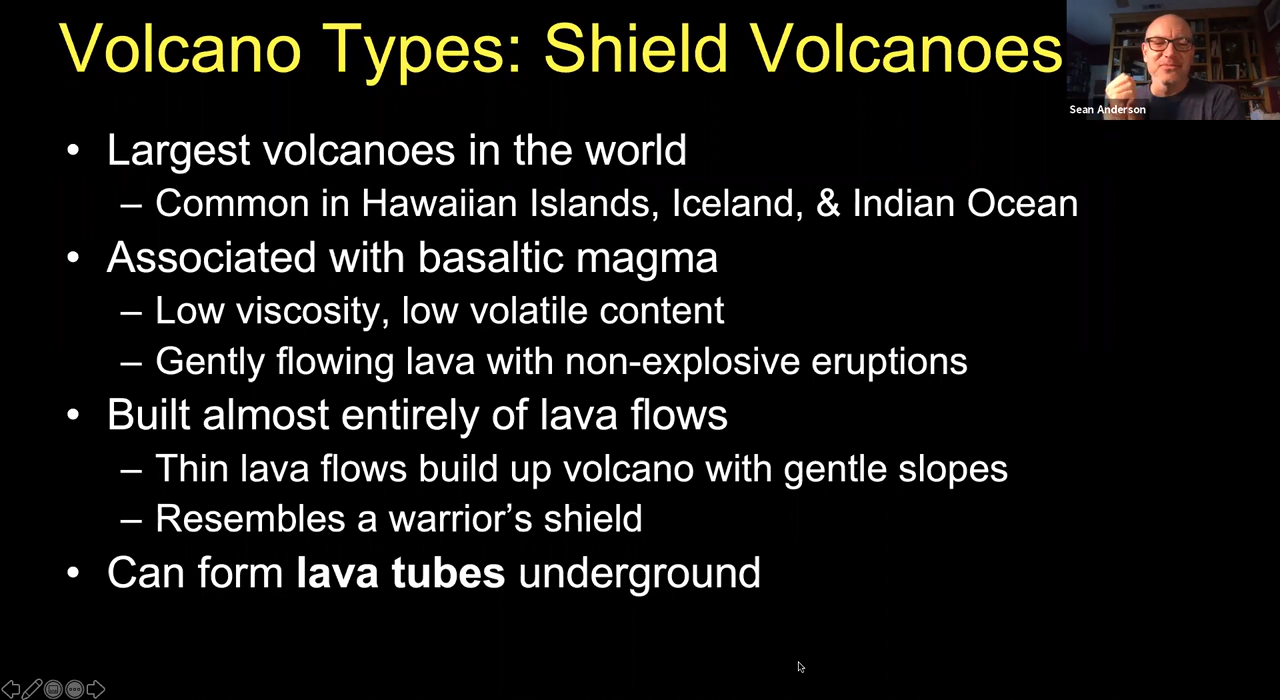 Volcano Types: Shield Volcanoes
Sean Anderson
• Largest volcanoes in the world
– Common in Hawaiian Islands, Iceland, & Indian Ocean
• Associated with basaltic magma
– Low viscosity, low volatile content
– Gently flowing lava with non-explosive eruptions
• Built almost entirely of lava flows
– Thin lava flows build up volcano with gentle slopes
– Resembles a warrior’s shield
• Can form lava tubes underground